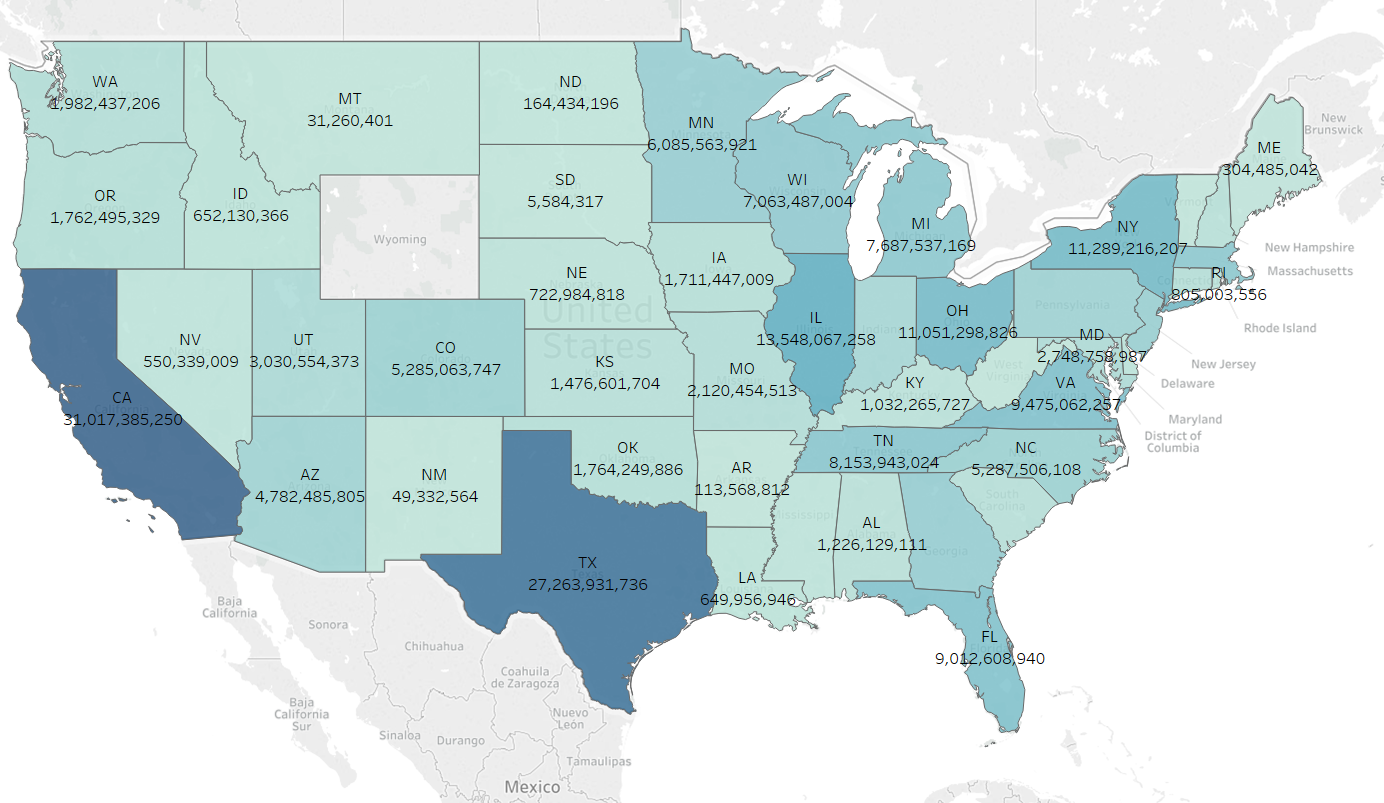 WA
1,982,437,206
MT
31,260,401
ND
164,434,196
MN
6,085,563,921
ME
304,485,042
New
Brunswick
OR
1,762,495,329
ID
652,130,366
Wyoming
SD
5,584,317
WI
7,063,487,004
MI
7,687,537,169
NY
11,289,216,207
Vermont
New Hampshire
Massachusetts
RI
805,003,556
Rhode Island
NV
550,339,009
UT
3,030,554,373
CO
5,285,063,747
NE
722,984,818
United
States
IA
1,711,447,009
IL
13,548,067,258
Indiana
OH
11,051,298,826
Pennsylvania
MD
2,748,758,987
New Jersey
Delaware
Maryland
District of
Columbia
CA
31,017,385,250
KS
1,476,601,704
MO
2,120,454,513
KY
1,032,265,727
West
Virginia
VA
9,475,062,257
AZ
4,782,485,805
NM
49,332,564
OK
1,764,249,886
AR
113,568,812
TN
8,153,943,024
NC
5,287,506,108
South
Carolina
TX
27,263,931,736
LA
649,956,946
Mississippi
AL
1,226,129,111
Georgia
FL
9,012,608,940
Baja
California
Sonora
Chihuahua
Coahuila
de Zaragoza
Baja
California
Sur
Sinaloa
Durango
Nuevo
León
Tamaulipas
Mexico